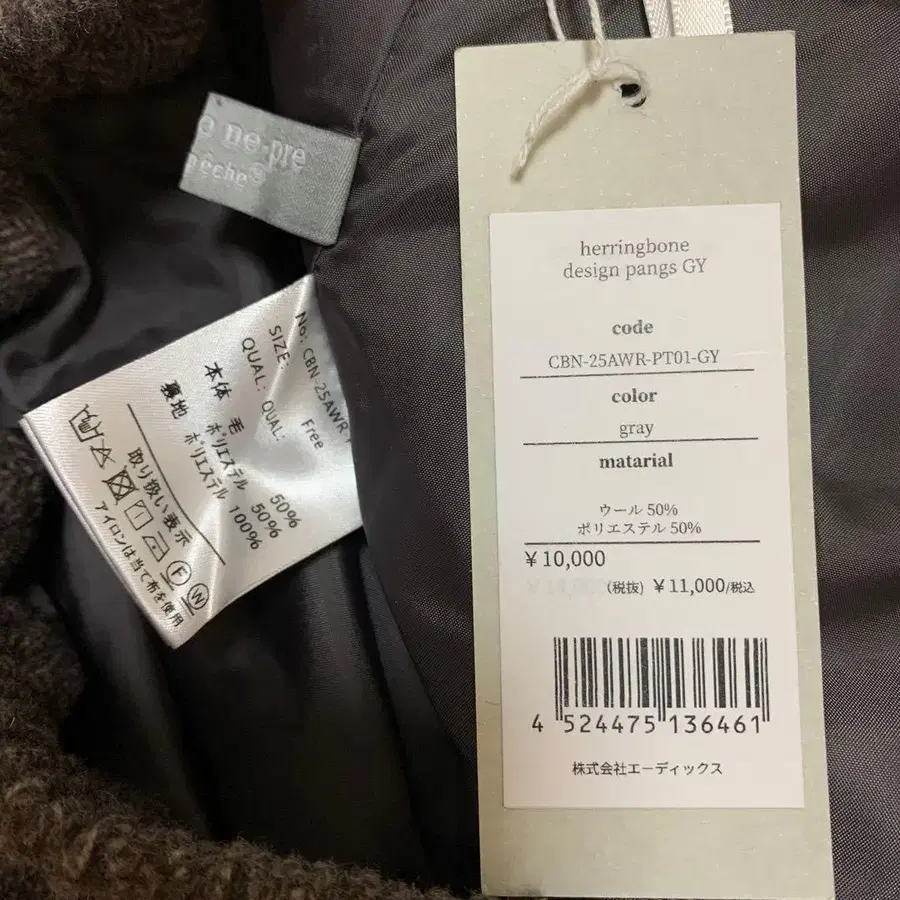 ne.pre
herringbone
design pangs GY
code
CBN-25AWR-PT01-GY
color
gray
matarial
ウール 50%
ポリエステル 50%
¥10,000
(税抜) ¥11,000/税込
4 524475 136461
株式会社エーディックス
No: CBN-25AWR-
SIZE: Free
QUAL: QUAL:
本体 毛 50%
ポリエステル 50%
裏地 ポリエステル 100%
取り扱い表示
F W
アイロンは当て布を使用